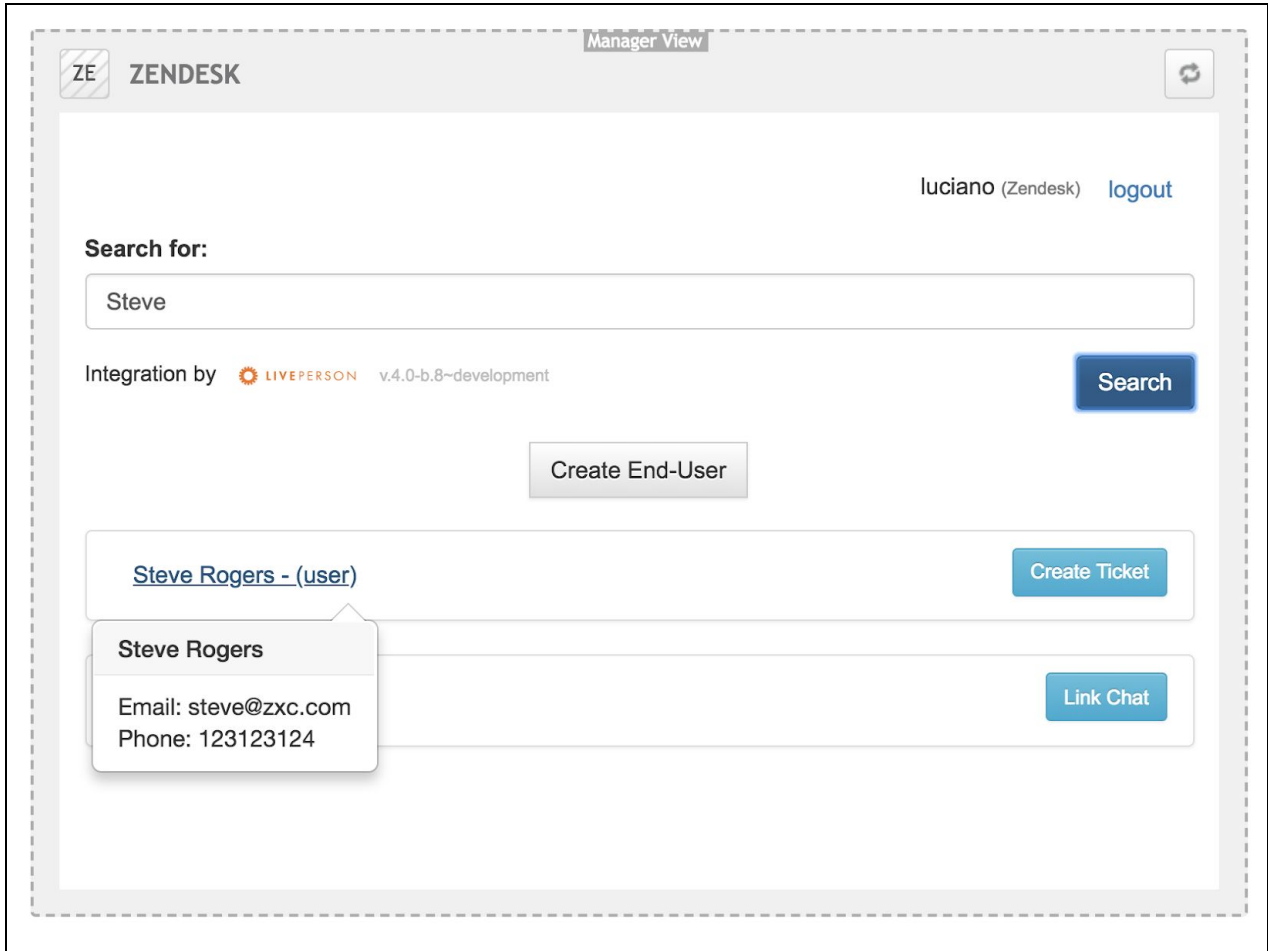 Manager View
ZE ZENDESK
luciano (Zendesk) logout
Search for:
Steve
Integration by LIVEPERSON v.4.0-b.8~development
Search
Create End-User
Steve Rogers - (user)
Create Ticket
Steve Rogers
Email: steve@zxc.com
Phone: 123123124
Link Chat